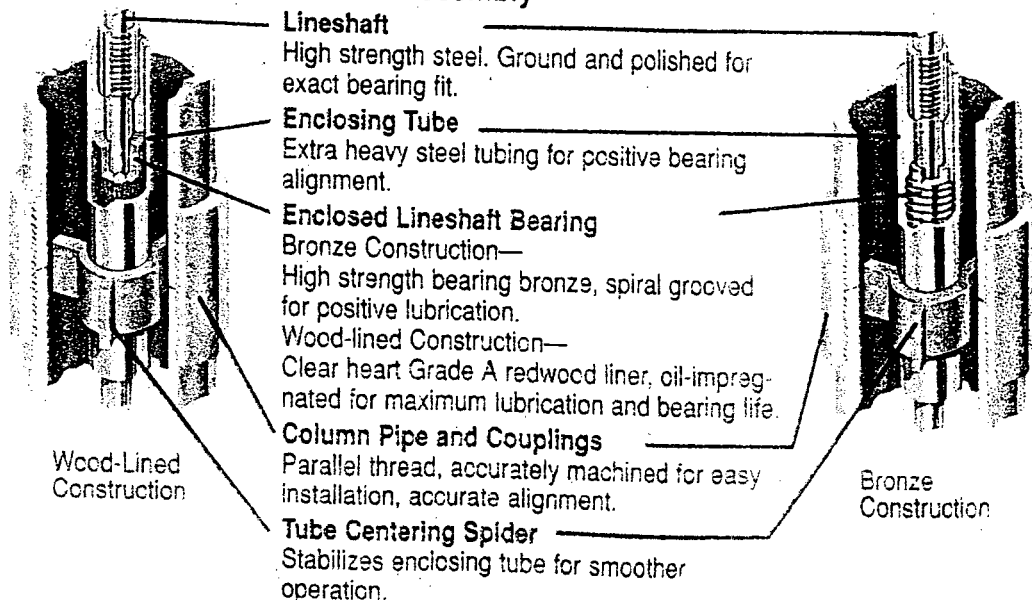 Lineshaft
High strength steel. Ground and polished for
exact bearing fit.
Enclosing Tube
Extra heavy steel tubing for positive bearing
alignment.
Enclosed Lineshaft Bearing
Bronze Construction—
High strength bearing bronze, spiral grooved
for positive lubrication.
Wood-lined Construction—
Clear heart Grade A redwood liner, oil-impreg-
nated for maximum lubrication and bearing life.
Column Pipe and Couplings
Parallel thread, accurately machined for easy
installation, accurate alignment.
Tube Centering Spider
Stabilizes enclosing tube for smoother
operation.
Wood-Lined
Construction
Bronze
Construction